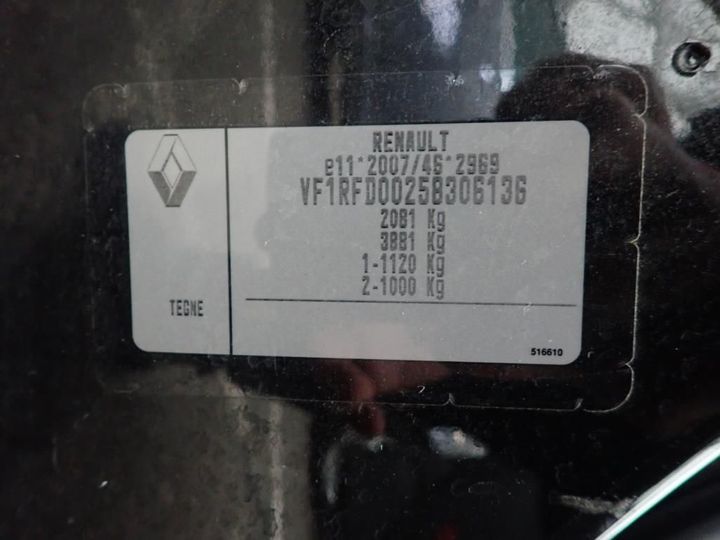 RENAULT
e11*2007/46*2969
VF1RFD00258306136
2081 Kg
3881 Kg
1-1120 Kg
2-1000 Kg
TEGNE
516610